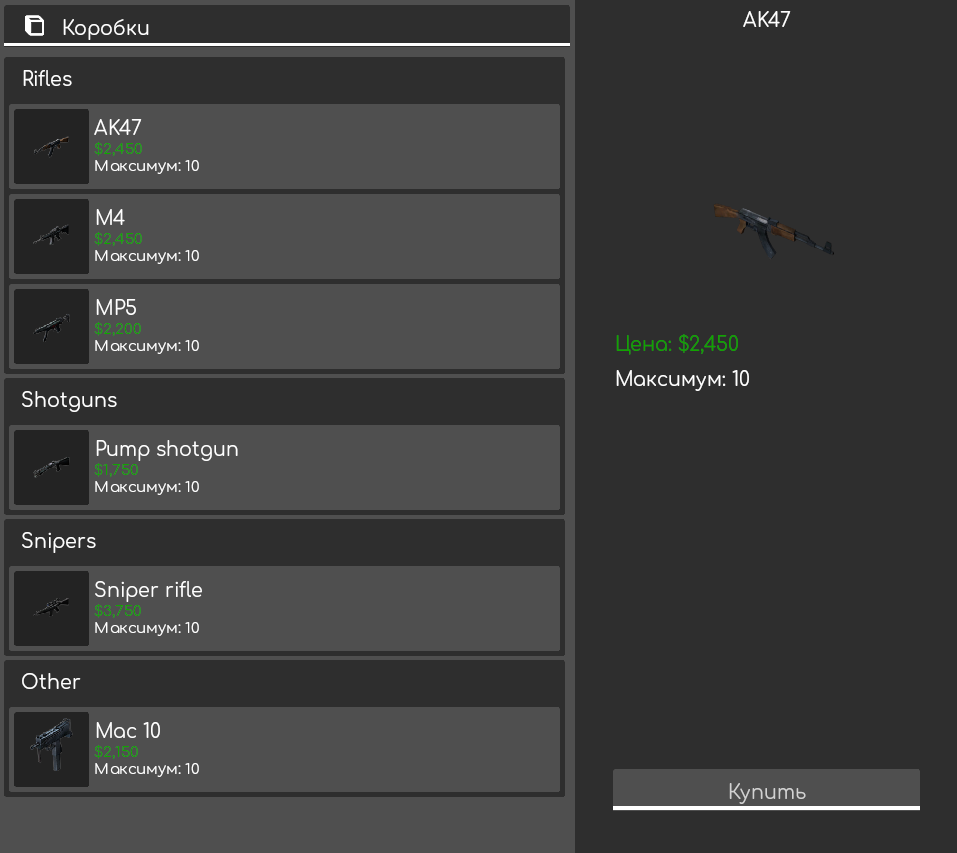 Коробки
Rifles
AK47
$2,450
Максимум: 10
M4
$2,450
Максимум: 10
MP5
$2,200
Максимум: 10
Shotguns
Pump shotgun
$1,750
Максимум: 10
Snipers
Sniper rifle
$3,750
Максимум: 10
Other
Mac 10
$2,150
Максимум: 10
AK47
Цена: $2,450
Максимум: 10
Купить